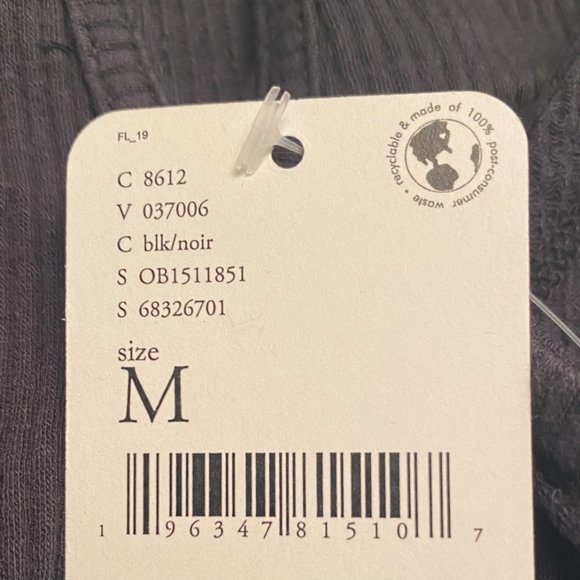 FL_19
recyclable & made of 100% post-consumer waste •
C 8612
V 037006
C blk/noir
S OB1511851
S 68326701
size
M
1 96347 81510 7